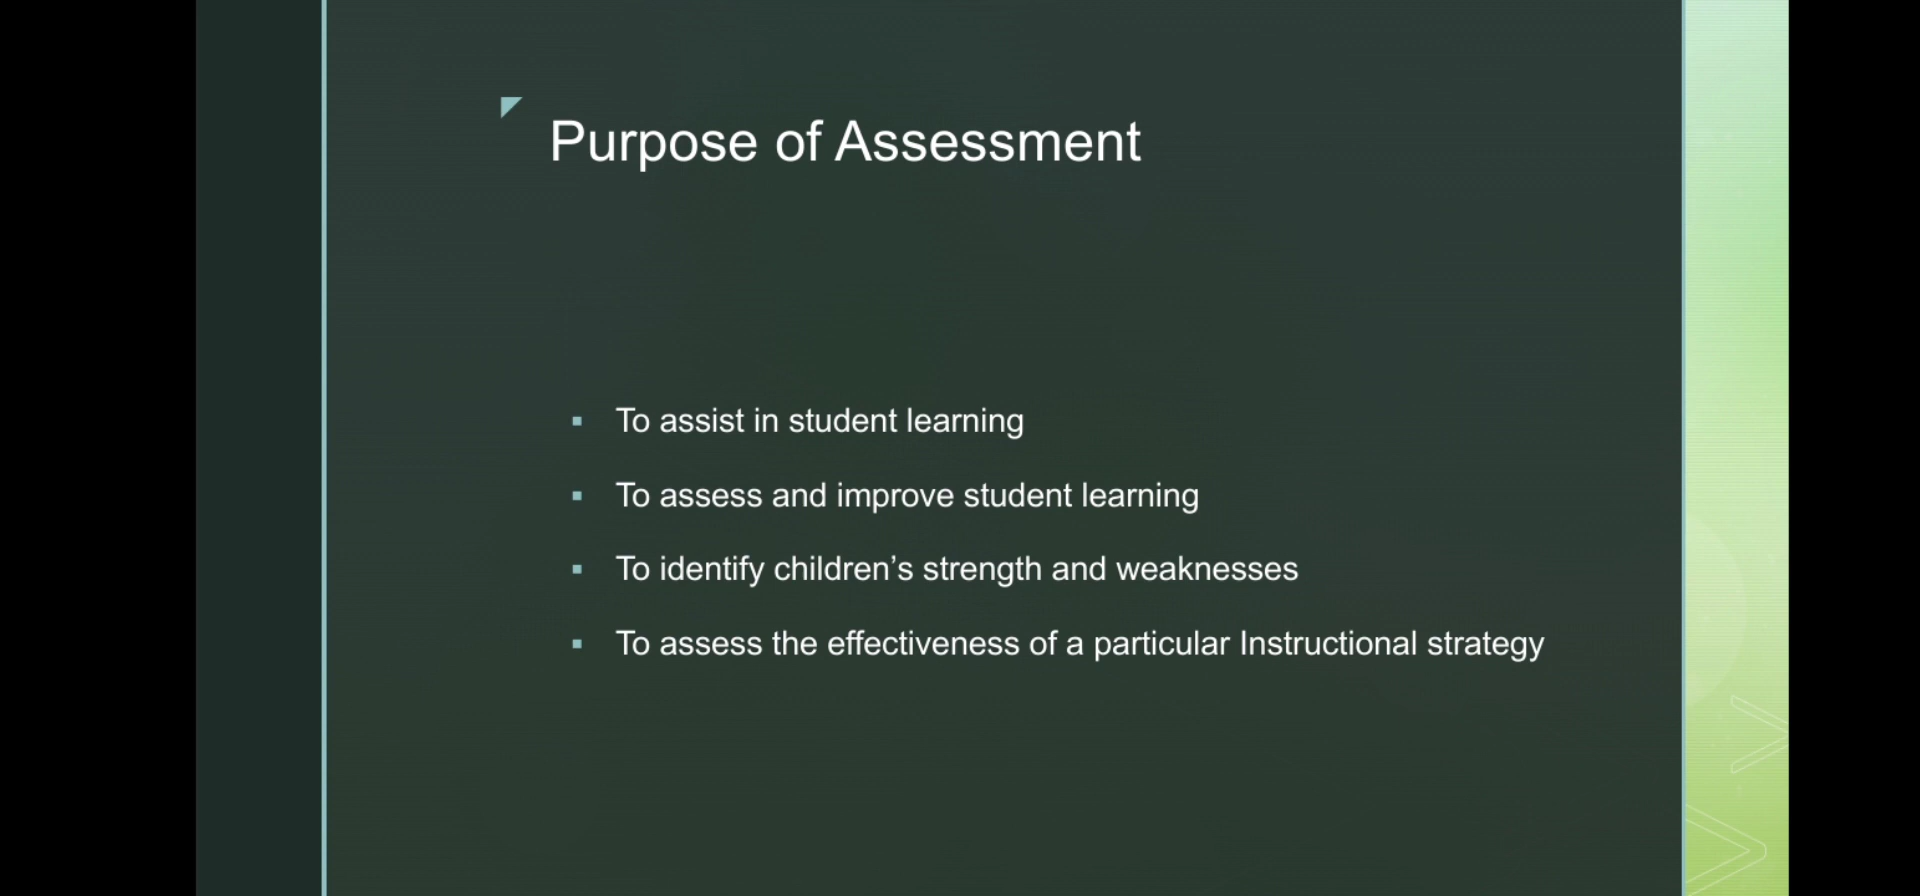 Purpose of Assessment
To assist in student learning
To assess and improve student learning
To identify children’s strength and weaknesses
To assess the effectiveness of a particular Instructional strategy